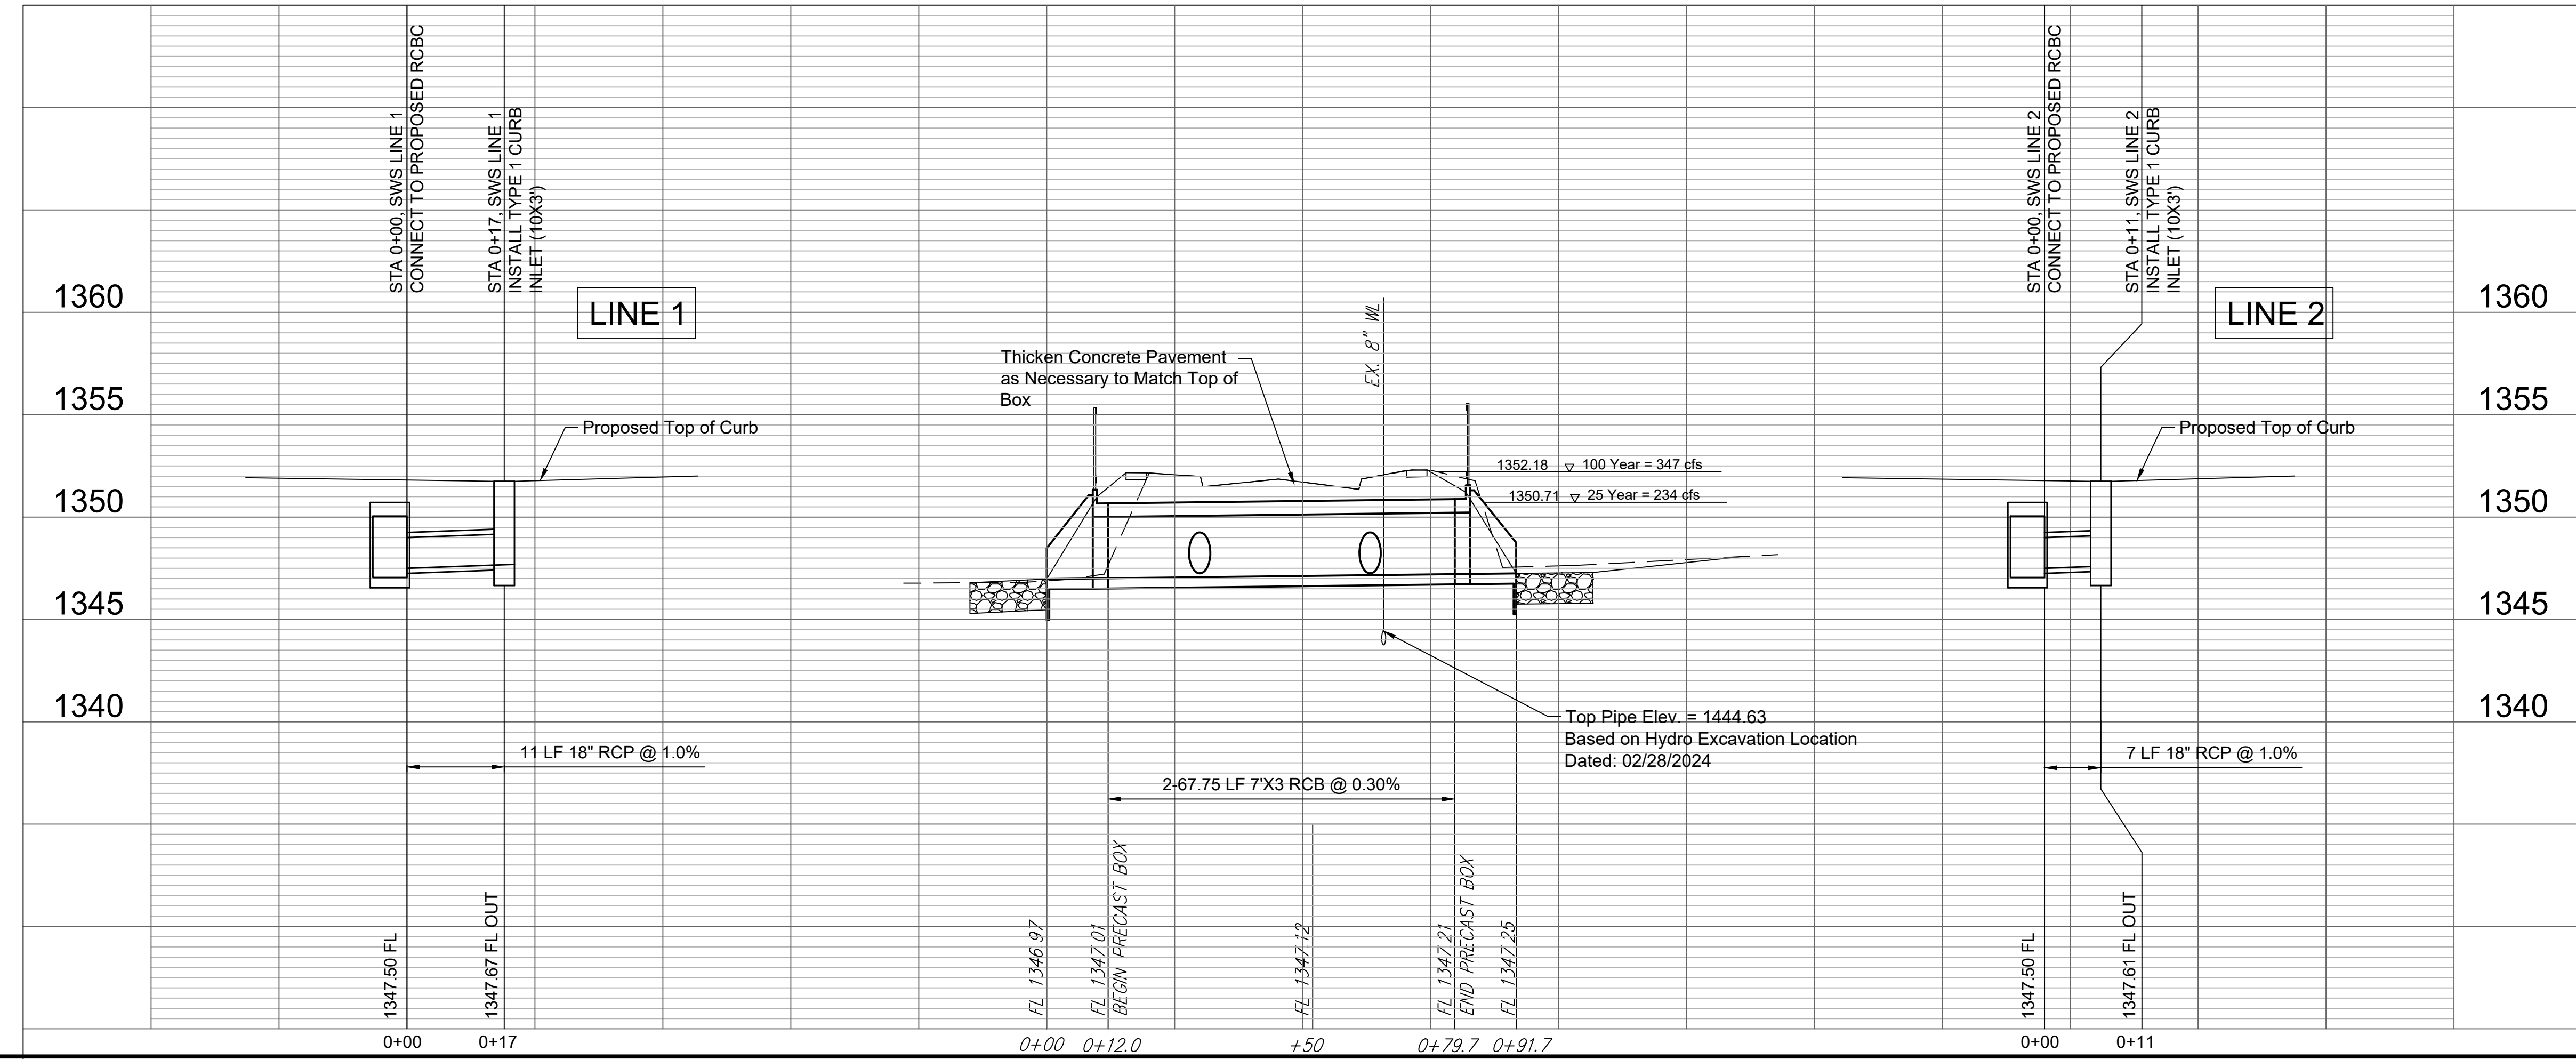 STA 0+00, SWS LINE 1
CONNECT TO PROPOSED RCBC
STA 0+17, SWS LINE 1
INSTALL TYPE 1 CURB
INLET (10X3')
LINE 1
STA 0+00, SWS LINE 2
CONNECT TO PROPOSED RCBC
STA 0+11, SWS LINE 2
INSTALL TYPE 1 CURB
INLET (10X3')
LINE 2
1360
1355
1350
1345
1340
1360
1355
1350
1345
1340
Proposed Top of Curb
Thicken Concrete Pavement
as Necessary to Match Top of
Box
EX. 8" WL
1352.18 100 Year = 347 cfs
1350.71 25 Year = 234 cfs
Proposed Top of Curb
Top Pipe Elev. = 1444.63
Based on Hydro Excavation Location
Dated: 02/28/2024
11 LF 18" RCP @ 1.0%
2-67.75 LF 7'X3 RCB @ 0.30%
7 LF 18" RCP @ 1.0%
1347.50 FL
1347.67 FL OUT
FL 1346.97
FL 1347.01
BEGIN PRECAST BOX
FL 1347.12
FL 1347.21
END PRECAST BOX
FL 1347.25
1347.50 FL
1347.61 FL OUT
0+00
0+17
0+00
0+12.0
+50
0+79.7
0+91.7
0+00
0+11